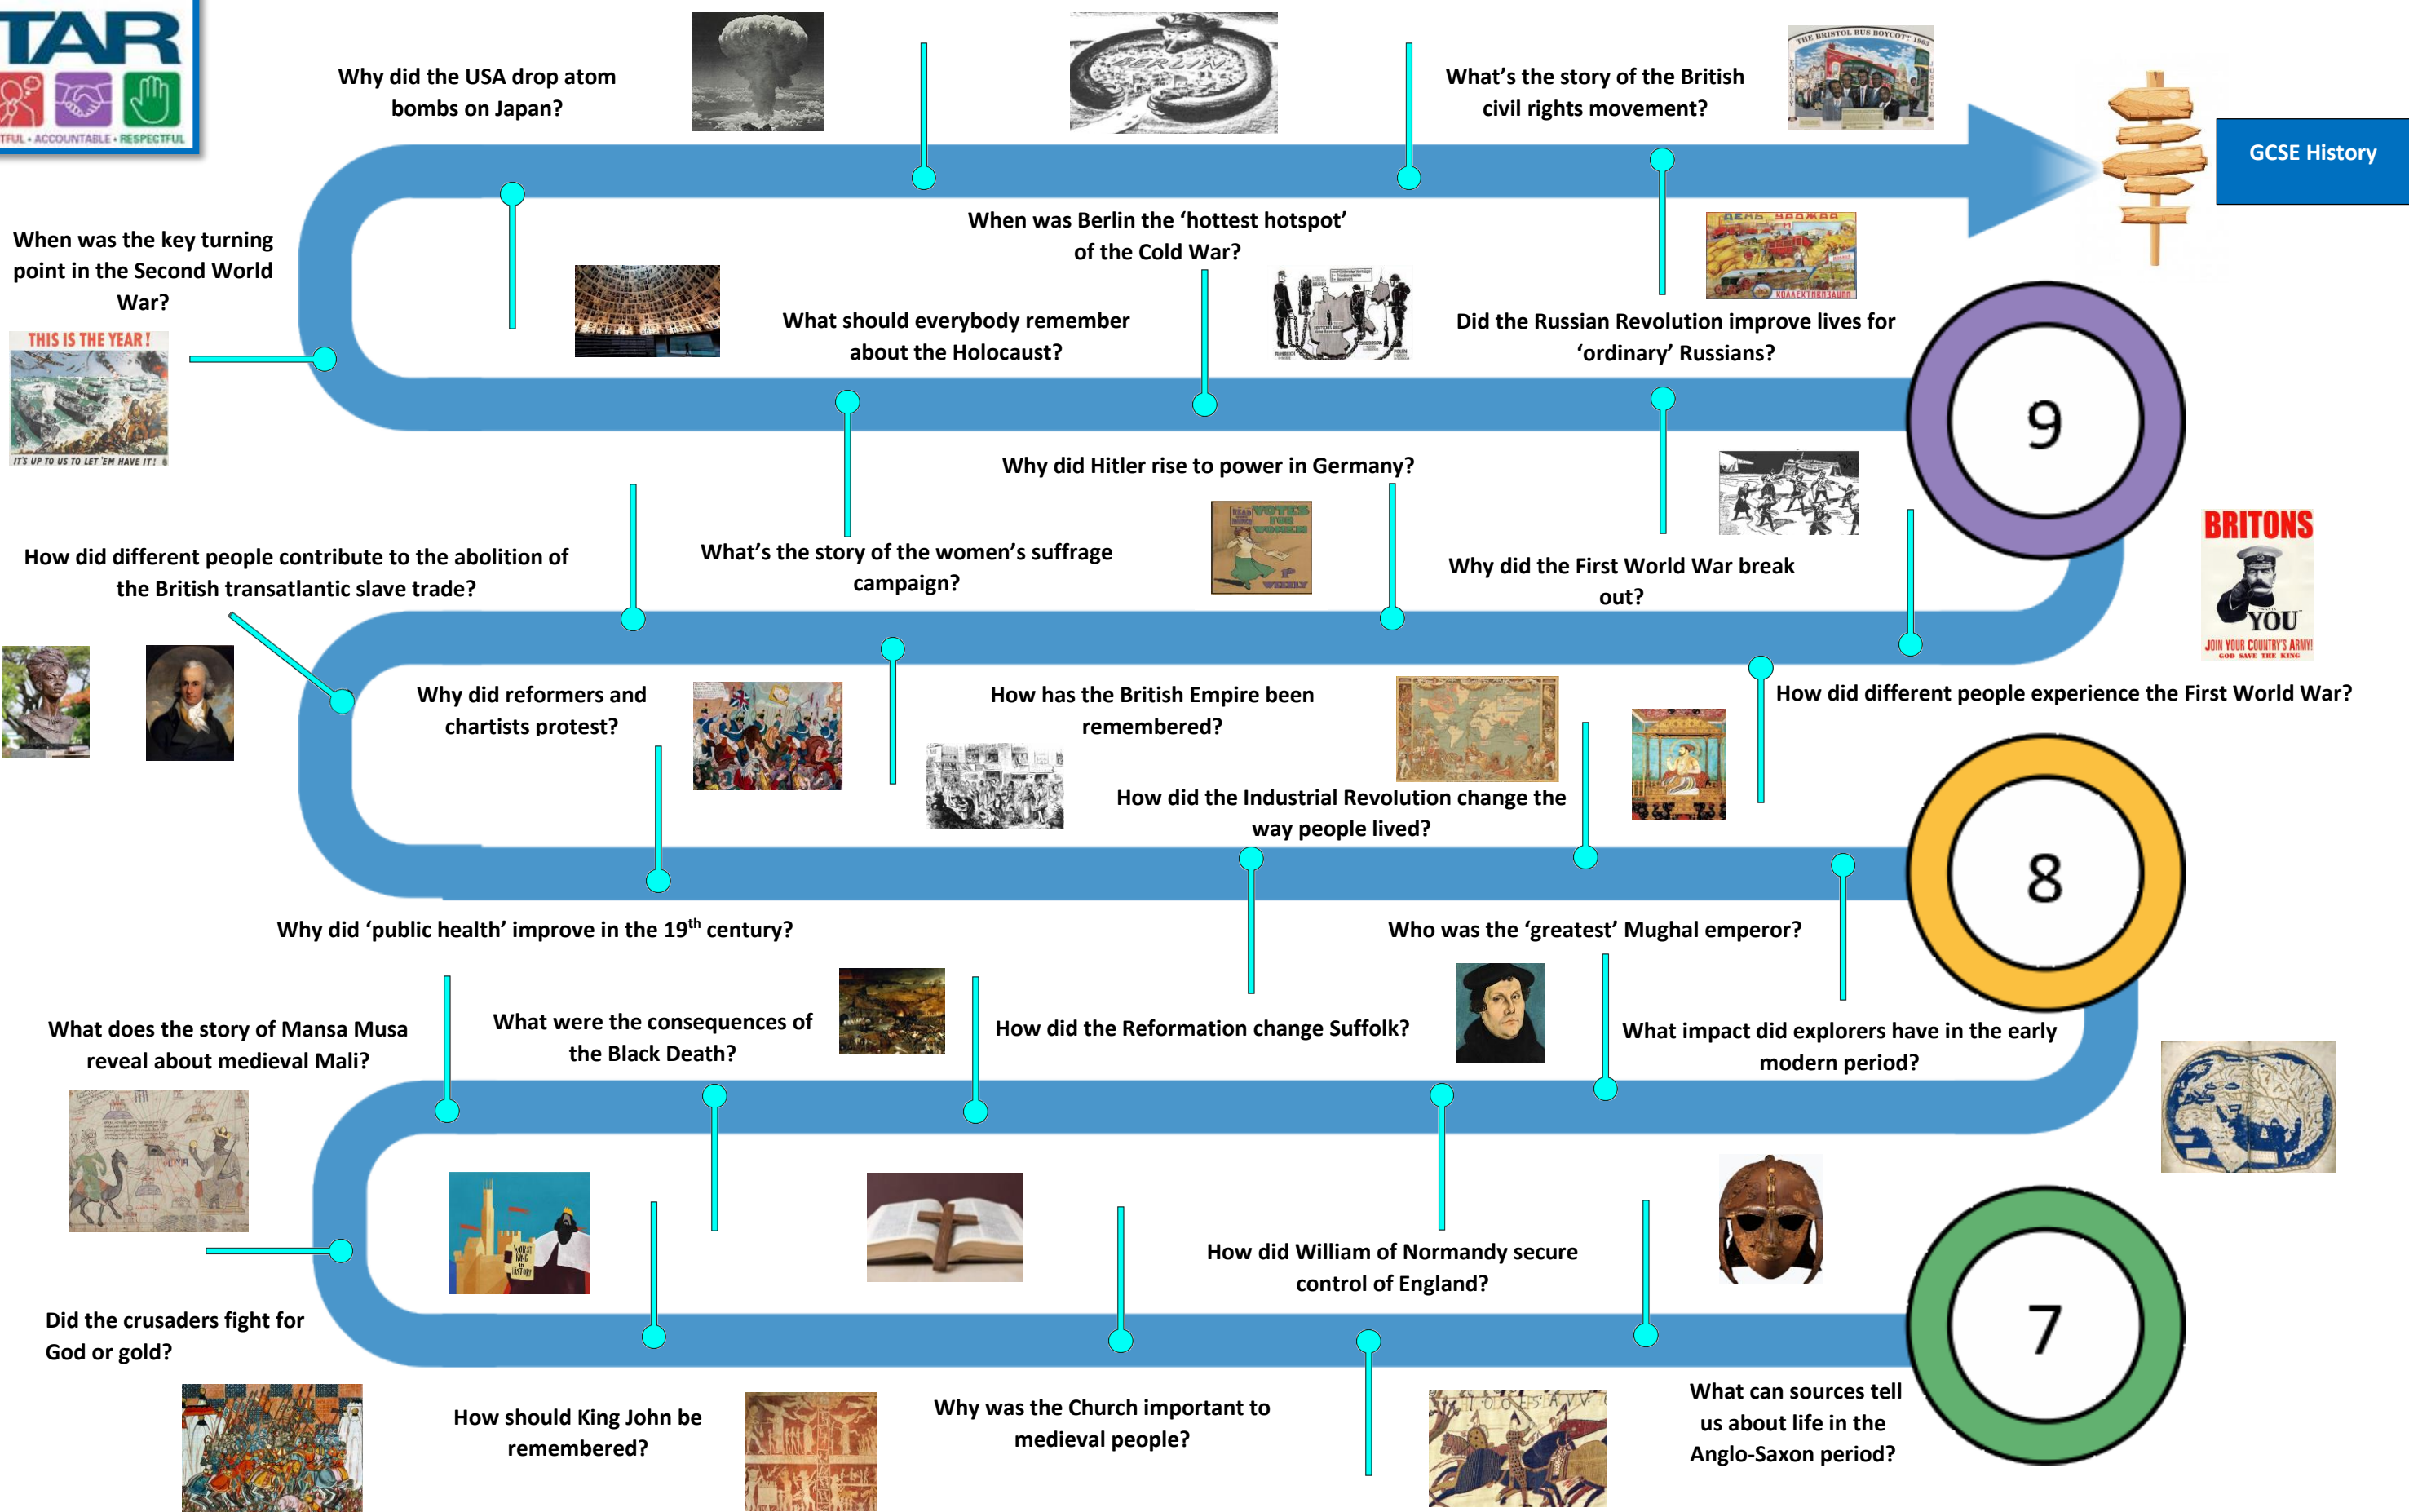 TAR
TFUL • ACCOUNTABLE • RESPECTFUL
Why did the USA drop atom
bombs on Japan?
BERLIN
What's the story of the British
civil rights movement?
THE BRISTOL BUS BOYCOTT 1963
GCSE History
When was the key turning
point in the Second World
War?
THIS IS THE YEAR!
IT'S UP TO US TO LET 'EM HAVE IT!
When was Berlin the ‘hottest hotspot’
of the Cold War?
What should everybody remember
about the Holocaust?
ДЕНЬ УРОЖАЯ
Did the Russian Revolution improve lives for
‘ordinary’ Russians?
9
Why did Hitler rise to power in Germany?
How did different people contribute to the abolition of
the British transatlantic slave trade?
What's the story of the women's suffrage
campaign?
VOTES
FOR
WOMEN
WEEKLY
Why did the First World War break
out?
BRITONS
YOU
JOIN YOUR COUNTRY'S ARMY!
GOD SAVE THE KING
Why did reformers and
chartists protest?
How has the British Empire been
remembered?
How did different people experience the First World War?
How did the Industrial Revolution change the
way people lived?
8
Why did ‘public health’ improve in the 19th century?
Who was the ‘greatest’ Mughal emperor?
What does the story of Mansa Musa
reveal about medieval Mali?
What were the consequences of
the Black Death?
How did the Reformation change Suffolk?
What impact did explorers have in the early
modern period?
WORST
KING
in
HISTORY
How did William of Normandy secure
control of England?
7
Did the crusaders fight for
God or gold?
How should King John be
remembered?
Why was the Church important to
medieval people?
What can sources tell
us about life in the
Anglo-Saxon period?